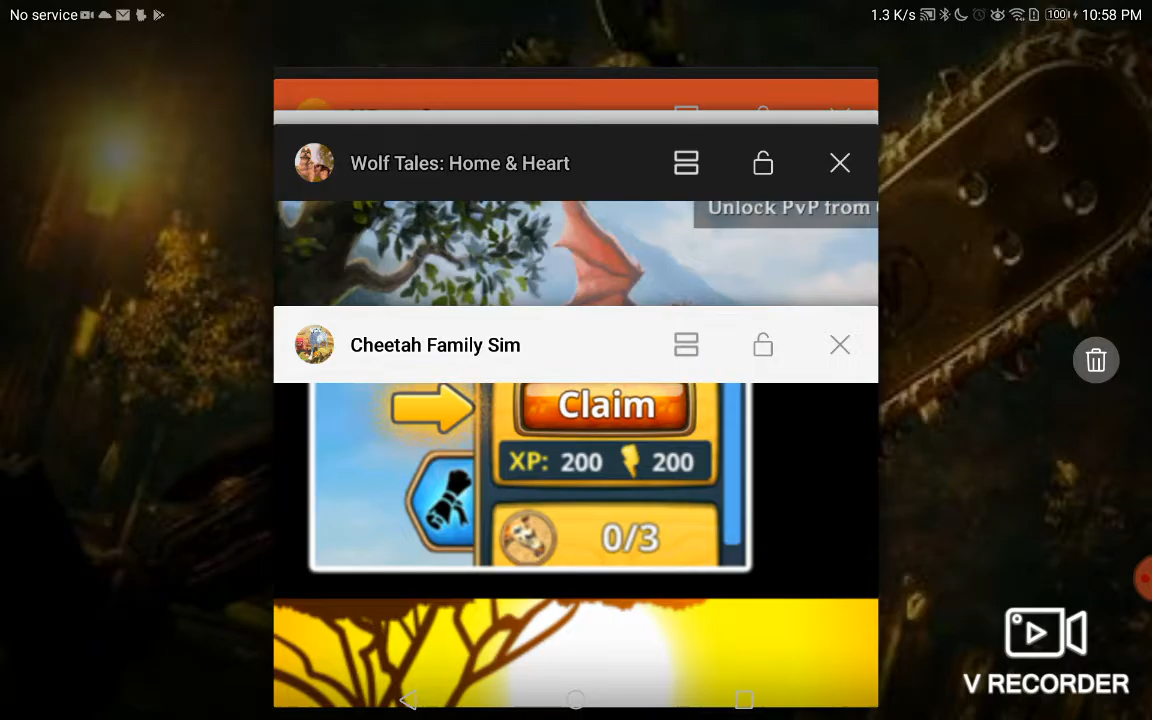 No service
1.3 K/s
100
10:58 PM
Wolf Tales: Home & Heart
Unlock PvP from
Cheetah Family Sim
Claim
XP: 200 200
0/3
V RECORDER